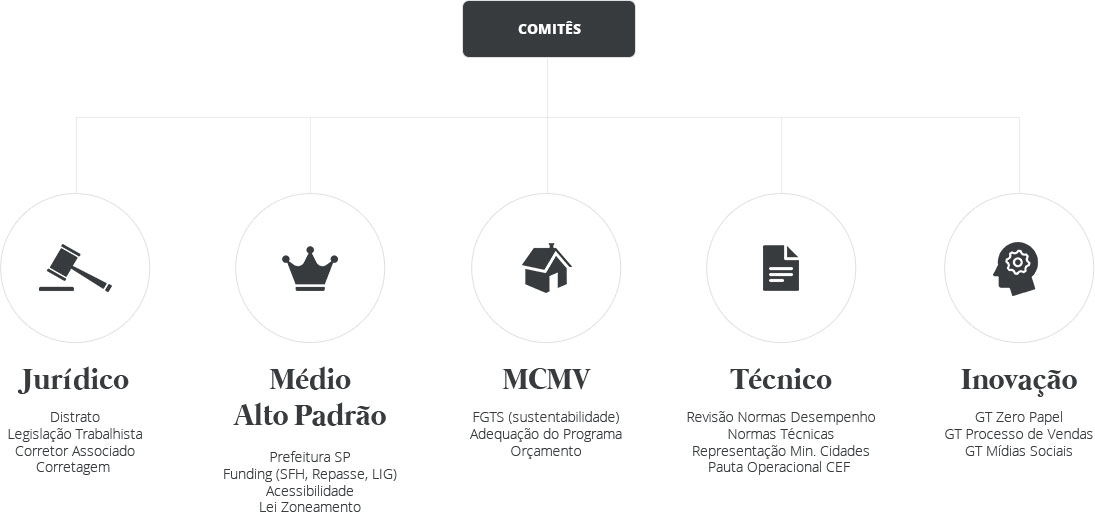 COMITÊS
Jurídico
Distrato
Legislação Trabalhista
Corretor Associado
Corretagem
Médio
Alto Padrão
Prefeitura SP
Funding (SFH, Repasse, LIG)
Acessibilidade
Lei Zoneamento
MCMV
FGTS (sustentabilidade)
Adequação do Programa
Orçamento
Técnico
Revisão Normas Desempenho
Normas Técnicas
Representação Min. Cidades
Pauta Operacional CEF
Inovação
GT Zero Papel
GT Processo de Vendas
GT Mídias Sociais